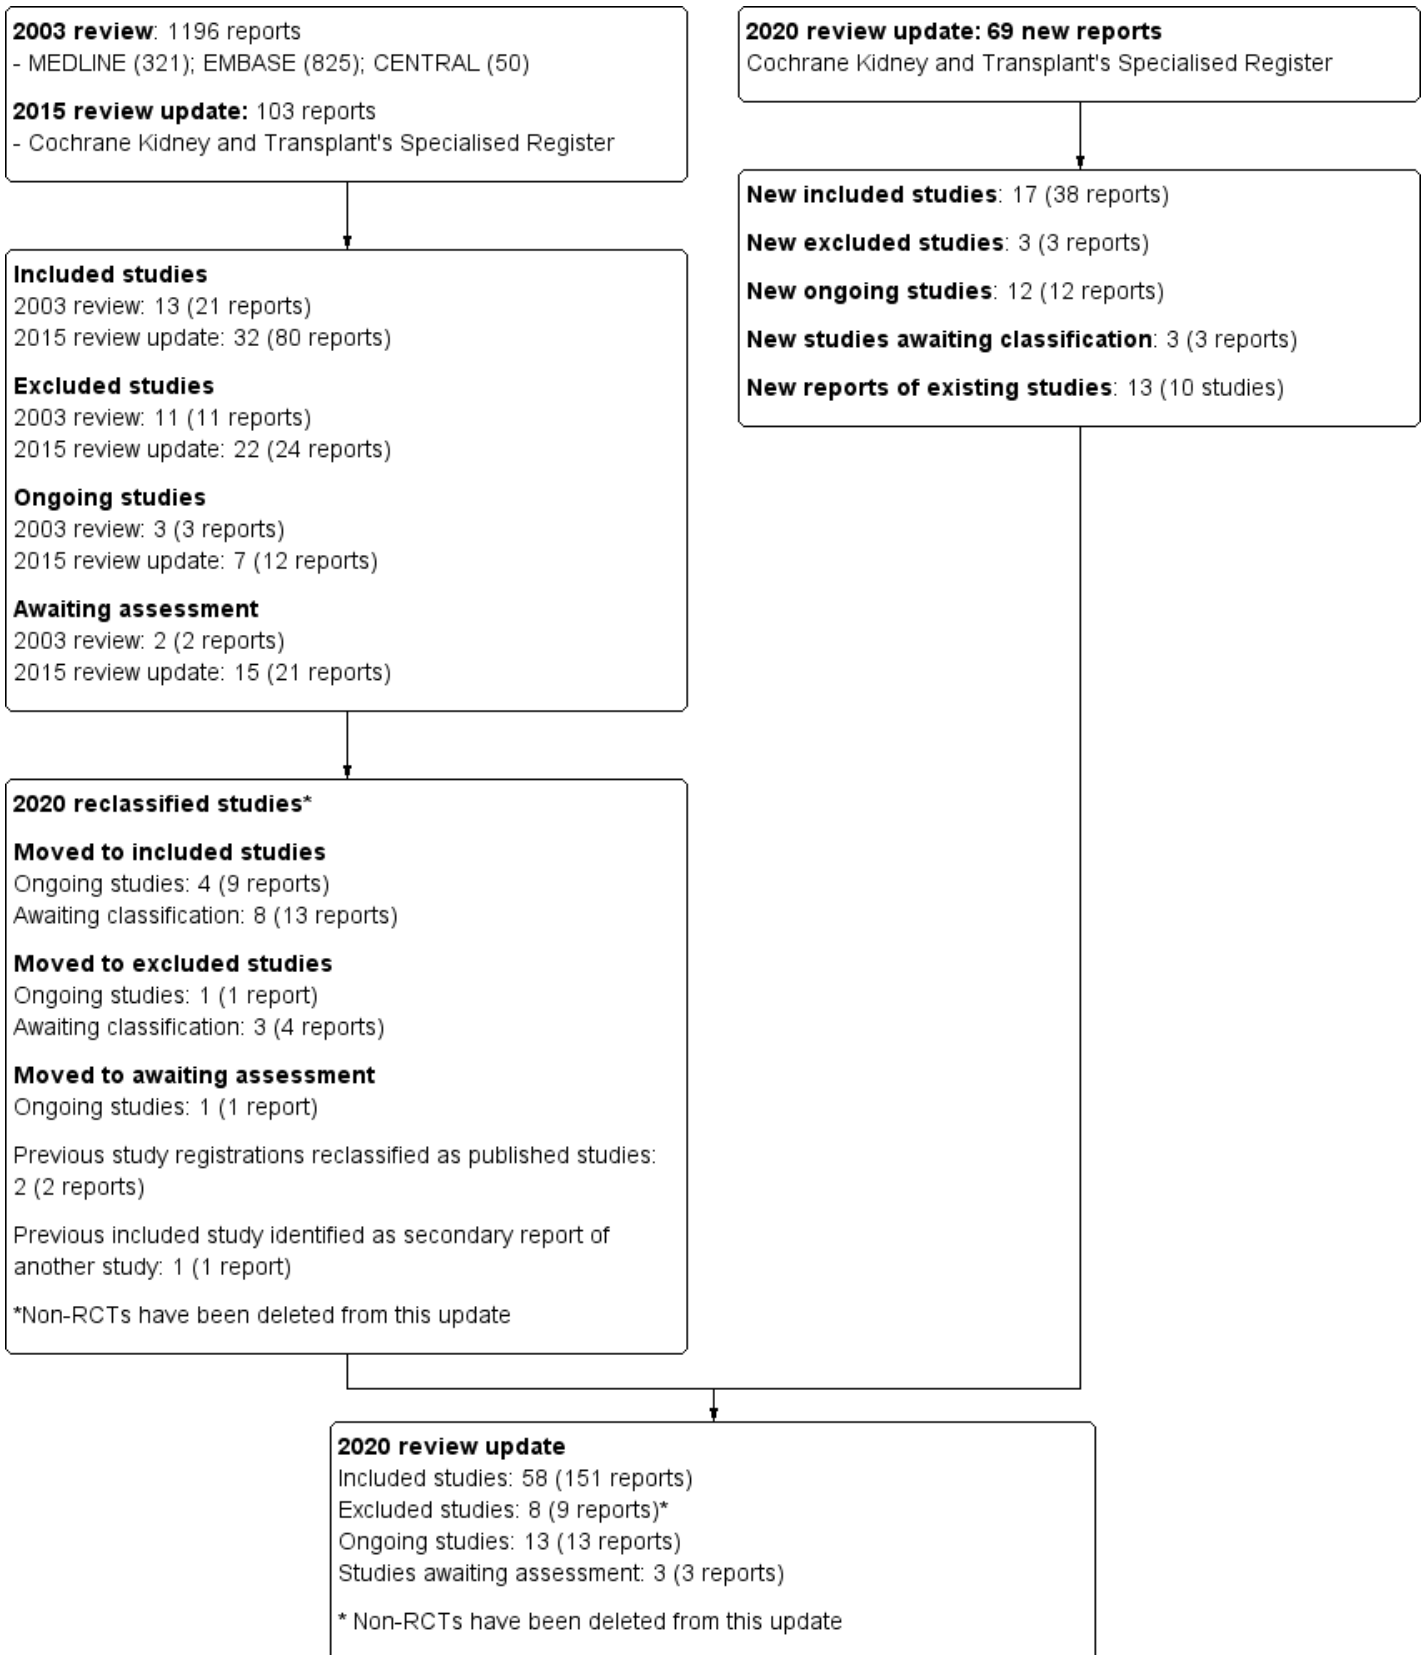 2003 review: 1196 reports
- MEDLINE (321); EMBASE (825); CENTRAL (50)
2015 review update: 103 reports
- Cochrane Kidney and Transplant's Specialised Register
2020 review update: 69 new reports
Cochrane Kidney and Transplant's Specialised Register
Included studies
2003 review: 13 (21 reports)
2015 review update: 32 (80 reports)
Excluded studies
2003 review: 11 (11 reports)
2015 review update: 22 (24 reports)
Ongoing studies
2003 review: 3 (3 reports)
2015 review update: 7 (12 reports)
Awaiting assessment
2003 review: 2 (2 reports)
2015 review update: 15 (21 reports)
New included studies: 17 (38 reports)
New excluded studies: 3 (3 reports)
New ongoing studies: 12 (12 reports)
New studies awaiting classification: 3 (3 reports)
New reports of existing studies: 13 (10 studies)
2020 reclassified studies*
Moved to included studies
Ongoing studies: 4 (9 reports)
Awaiting classification: 8 (13 reports)
Moved to excluded studies
Ongoing studies: 1 (1 report)
Awaiting classification: 3 (4 reports)
Moved to awaiting assessment
Ongoing studies: 1 (1 report)
Previous study registrations reclassified as published studies:
2 (2 reports)
Previous included study identified as secondary report of
another study: 1 (1 report)
*Non-RCTs have been deleted from this update
2020 review update
Included studies: 58 (151 reports)
Excluded studies: 8 (9 reports)*
Ongoing studies: 13 (13 reports)
Studies awaiting assessment: 3 (3 reports)
* Non-RCTs have been deleted from this update